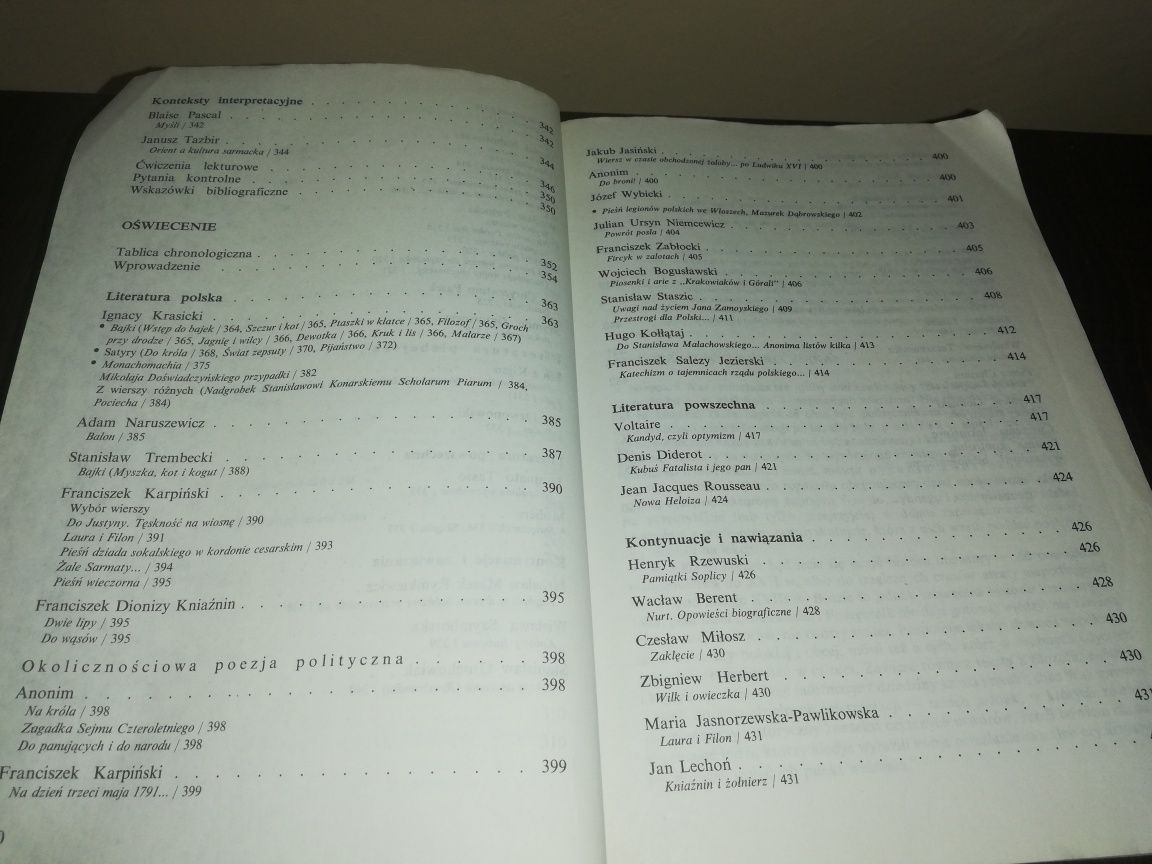 Konteksty interpretacyjne . . . 342
Blaise Pascal . . . 342
Myśli / 342
Janusz Tazbir . . . 344
Orient a kultura sarmacka / 344
Ćwiczenia lekturowe . . . 346
Pytania kontrolne . . . 350
Wskazówki bibliograficzne . . . 350
OŚWIECENIE
Tablica chronologiczna . . . 352
Wprowadzenie . . . 354
Literatura polska . . . 363
Ignacy Krasicki . . . 363
• Bajki (Wstęp do bajek / 364, Szczur i kot / 365, Ptaszki w klatce / 365, Filozof / 365, Groch
przy drodze / 365, Jagnię i wilcy / 366, Dewotka / 366, Kruk i lis / 366, Malarze / 367)
• Satyry (Do króla / 368, Świat zepsuty / 370, Pijaństwo / 372)
• Monachomachia / 375
Mikołaja Doświadczyńskiego przypadki / 382
Z wierszy różnych (Nadgrobek Stanisławowi Konarskiemu Scholarum Piarum / 384,
Pociecha / 384)
Adam Naruszewicz . . . 385
Balon / 385
Stanisław Trembecki . . . 387
Bajki (Myszka, kot i kogut / 388)
Franciszek Karpiński . . . 390
Wybór wierszy
Do Justyny. Tęskność na wiosnę / 390
Laura i Filon / 391
Pieśń dziada sokalskiego w kordonie cesarskim / 393
Żale Sarmaty... / 394
Pieśń wieczorna / 395
Franciszek Dionizy Kniaźnin . . . 395
Dwie lipy / 395
Do wąsów / 395
Okolicznościowa poezja polityczna . . . 398
Anonim . . . 398
Na króla / 398
Zagadka Sejmu Czteroletniego / 398
Do panujących i do narodu / 398
Franciszek Karpiński . . . 399
Na dzień trzeci maja 1791... / 399
Jakub Jasiński . . . 400
Wiersz w czasie obchodzonej żałoby... po Ludwiku XVI / 400
Anonim . . . 400
Do broni! / 400
Józef Wybicki . . . 401
• Pieśń legionów polskich we Włoszech, Mazurek Dąbrowskiego / 402
Julian Ursyn Niemcewicz . . . 403
Powrót posła / 404
Franciszek Zabłocki . . . 405
Fircyk w zalotach / 405
Wojciech Bogusławski . . . 406
Piosenki i arie z „Krakowiaków i Górali" / 406
Stanisław Staszic . . . 408
Uwagi nad życiem Jana Zamoyskiego / 409
Przestrogi dla Polski... / 411
Hugo Kołłątaj . . . 412
Do Stanisława Małachowskiego... Anonima listów kilka / 413
Franciszek Salezy Jezierski . . . 414
Katechizm o tajemnicach rządu polskiego... / 414
Literatura powszechna . . . 417
Voltaire . . . 417
Kandyd, czyli optymizm / 417
Denis Diderot . . . 421
Kubuś Fatalista i jego pan / 421
Jean Jacques Rousseau . . . 424
Nowa Heloiza / 424
Kontynuacje i nawiązania . . . 426
Henryk Rzewuski . . . 426
Pamiątki Soplicy / 426
Wacław Berent . . . 428
Nurt. Opowieści biograficzne / 428
Czesław Miłosz . . . 430
Zaklęcie / 430
Zbigniew Herbert . . . 430
Wilk i owieczka / 430
Maria Jasnorzewska-Pawlikowska . . . 431
Laura i Filon / 431
Jan Lechoń . . .
Kniaźnin i żołnierz / 431